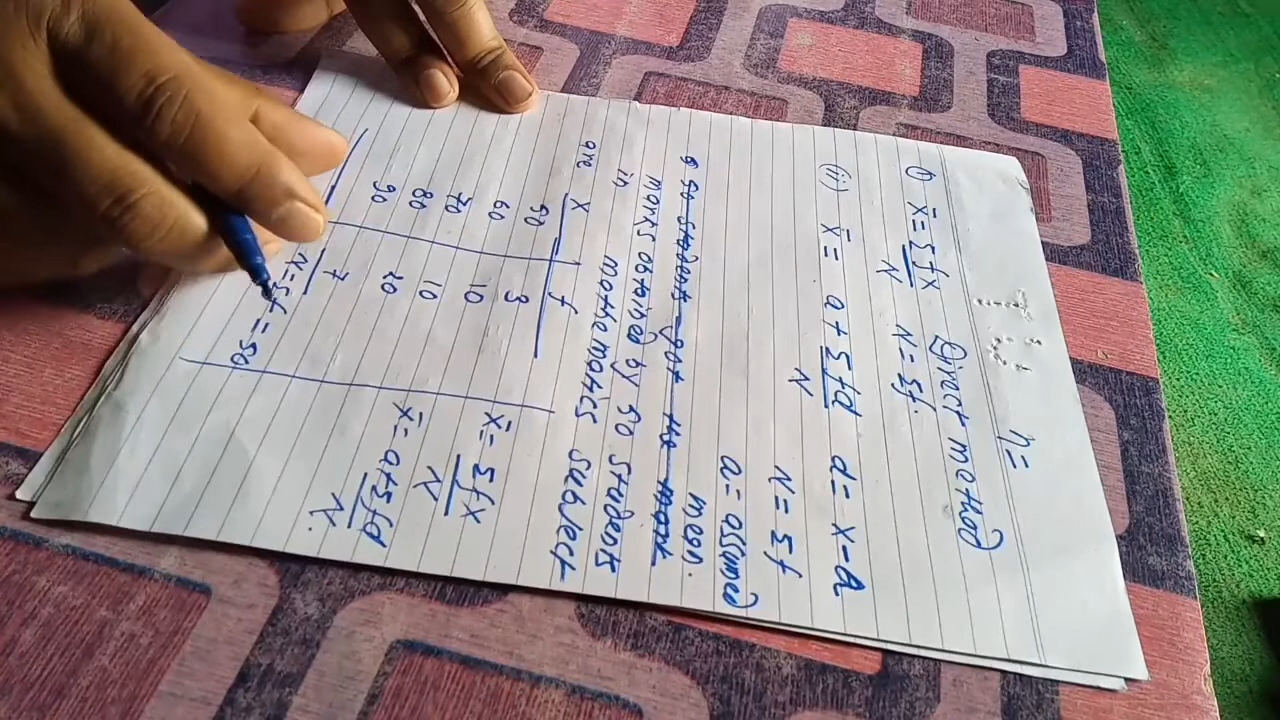 η =
Direct method
i) x̄ = Σfx/N N = Σf.
(ii) x̄ = a + Σfd/N d = x - a
N = Σf
a = assumed
mean.
50 students got the mark
marks obtained by 50 students
in mathematics subject
are
x f
50 3
60 10
70 10
80 20
90 7
N = Σf = 50
x̄ = Σfx/N
x̄ = a + Σfd/N.